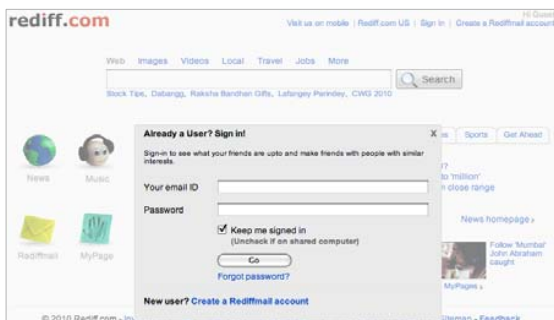 rediff.com
Hi Guest
Visit us on mobile | Rediff.com US | Sign In | Create a Rediffmail account
Web Images Videos Local Travel Jobs More
Search
Stock Tips, Dabangg, Raksha Bandhan Gifts, Lafangey Parindey, CWG 2010
Already a User? Sign in! X
Sign-in to see what your friends are upto and make friends with people with similar
interests.
Your email ID
Password
Keep me signed in
(Uncheck if on shared computer)
Go
Forgot password?
New user? Create a Rediffmail account
News
Music
Rediffmail
MyPage
Sports
Get Ahead
to 'million'
close range
News homepage
Follow 'Mumbai'
John Abraham
caught
MyPages
© 2010 Rediff.com
Sitemap - Feedback